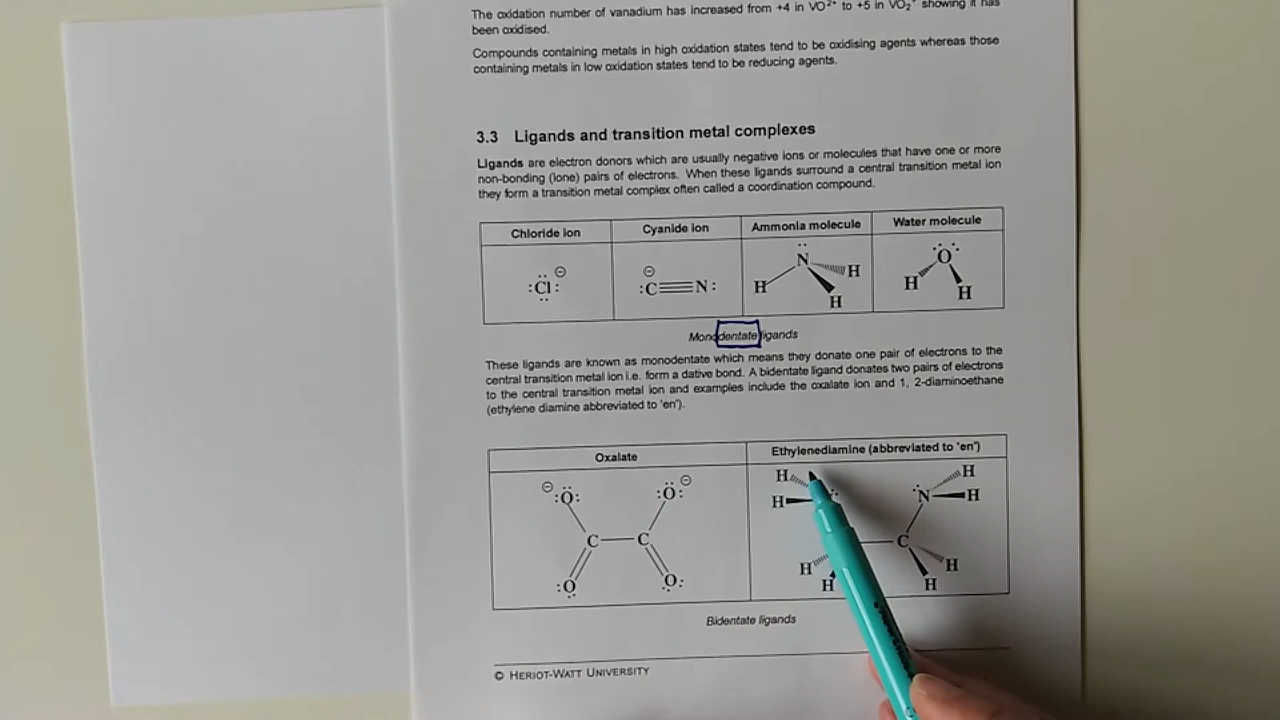 The oxidation number of vanadium has increased from +4 in VO²⁺ to +5 in VO₂⁺ showing it has
been oxidised.
Compounds containing metals in high oxidation states tend to be oxidising agents whereas those
containing metals in low oxidation states tend to be reducing agents.
3.3 Ligands and transition metal complexes
Ligands are electron donors which are usually negative ions or molecules that have one or more
non-bonding (lone) pairs of electrons. When these ligands surround a central transition metal ion
they form a transition metal complex often called a coordination compound.
Chloride ion Cyanide ion Ammonia molecule Water molecule
:Cl: :C≡N: N H H H O H H
Monodentate ligands
These ligands are known as monodentate which means they donate one pair of electrons to the
central transition metal ion i.e. form a dative bond. A bidentate ligand donates two pairs of electrons
to the central transition metal ion and examples include the oxalate ion and 1, 2-diaminoethane
(ethylene diamine abbreviated to 'en').
Oxalate Ethylenediamine (abbreviated to 'en')
:O: :O: H H N H H
C C C
:O O: H H H H
Bidentate ligands
© HERIOT-WATT UNIVERSITY